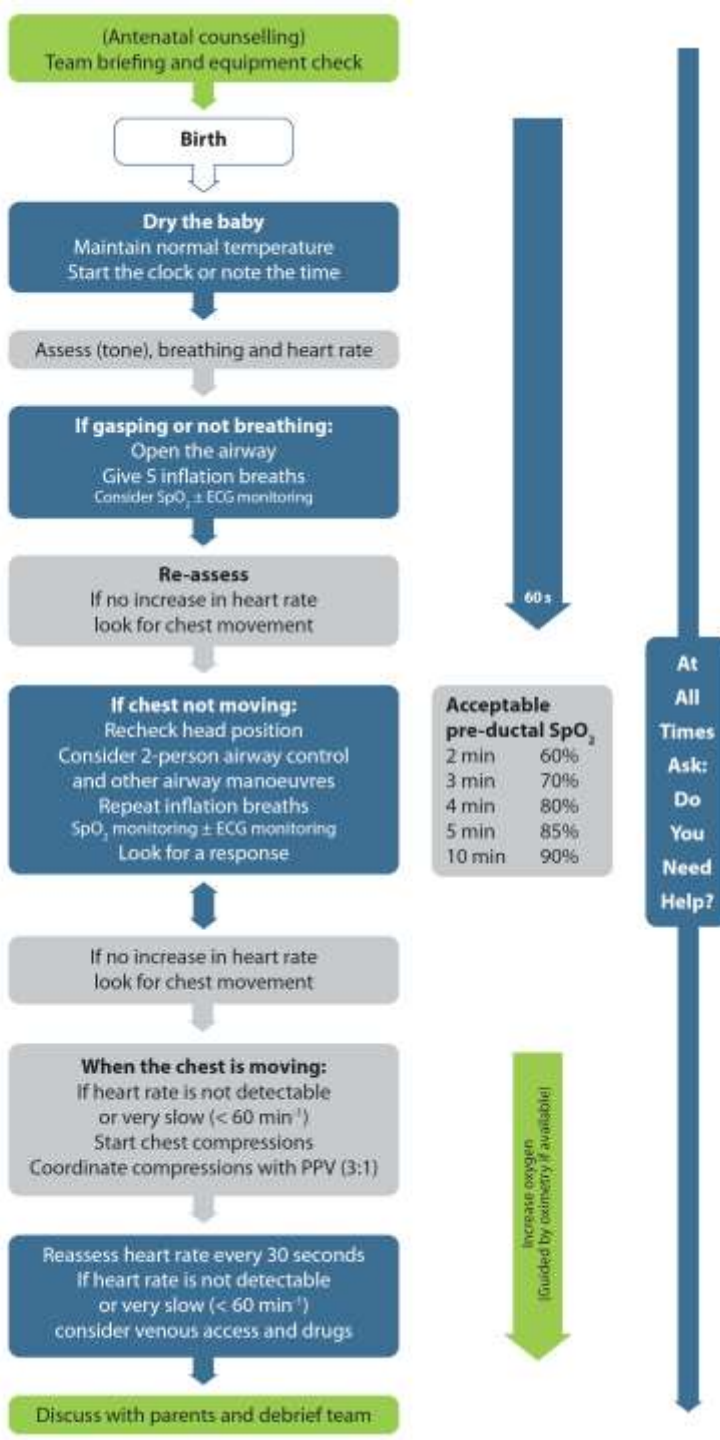 (Antenatal counselling)
Team briefing and equipment check
Birth
Dry the baby
Maintain normal temperature
Start the clock or note the time
Assess (tone), breathing and heart rate
If gasping or not breathing:
Open the airway
Give 5 inflation breaths
Consider SpO₂ ± ECG monitoring
Re-assess
If no increase in heart rate
look for chest movement
If chest not moving:
Recheck head position
Consider 2-person airway control
and other airway manoeuvres
Repeat inflation breaths
SpO₂ monitoring ± ECG monitoring
Look for a response
If no increase in heart rate
look for chest movement
When the chest is moving:
If heart rate is not detectable
or very slow (< 60 min⁻¹)
Start chest compressions
Coordinate compressions with PPV (3:1)
Reassess heart rate every 30 seconds
If heart rate is not detectable
or very slow (< 60 min⁻¹)
consider venous access and drugs
Discuss with parents and debrief team
60 s
Acceptable
pre-ductal SpO₂
2 min 60%
3 min 70%
4 min 80%
5 min 85%
10 min 90%
Increase oxygen
(Guided by oximetry if available)
At
All
Times
Ask:
Do
You
Need
Help?